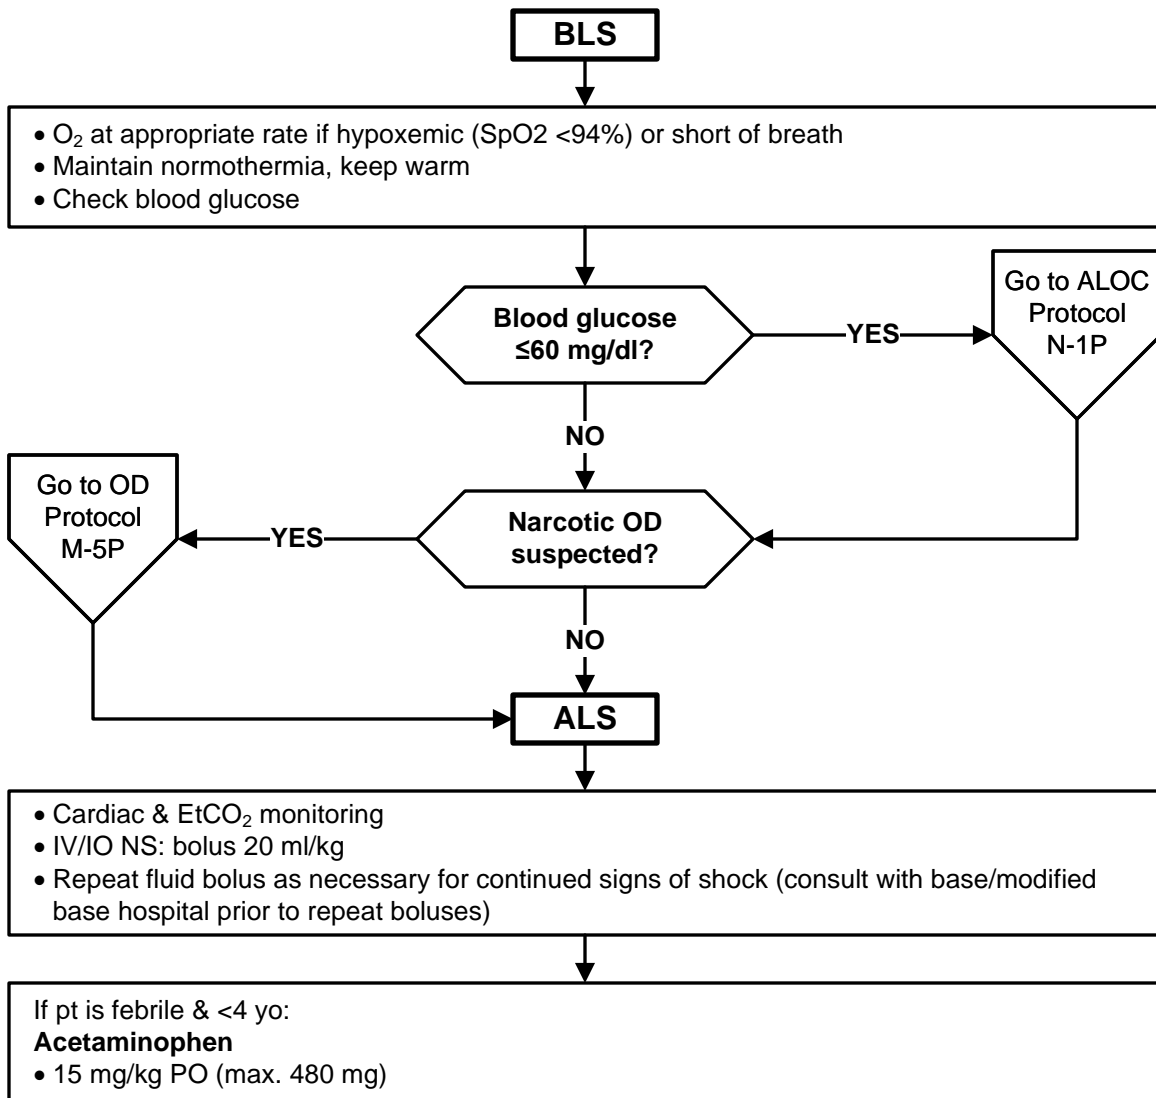 BLS
• O₂ at appropriate rate if hypoxemic (SpO2 <94%) or short of breath
• Maintain normothermia, keep warm
• Check blood glucose
Blood glucose
≤60 mg/dl?
YES
Go to ALOC
Protocol
N-1P
NO
Go to OD
Protocol
M-5P
YES
Narcotic OD
suspected?
NO
ALS
• Cardiac & EtCO₂ monitoring
• IV/IO NS: bolus 20 ml/kg
• Repeat fluid bolus as necessary for continued signs of shock (consult with base/modified
base hospital prior to repeat boluses)
If pt is febrile & <4 yo:
Acetaminophen
• 15 mg/kg PO (max. 480 mg)